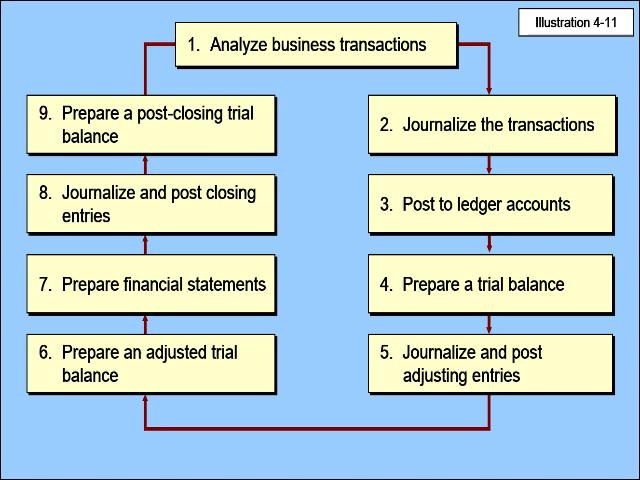 Illustration 4-11
1. Analyze business transactions
2. Journalize the transactions
3. Post to ledger accounts
4. Prepare a trial balance
5. Journalize and post
adjusting entries
6. Prepare an adjusted trial
balance
7. Prepare financial statements
8. Journalize and post closing
entries
9. Prepare a post-closing trial
balance